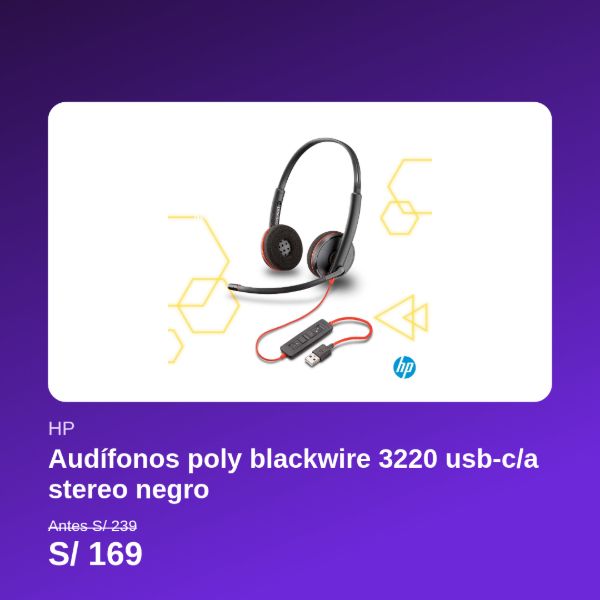 hp
HP
Audífonos poly blackwire 3220 usb-c/a
stereo negro
Antes S/ 239
S/ 169